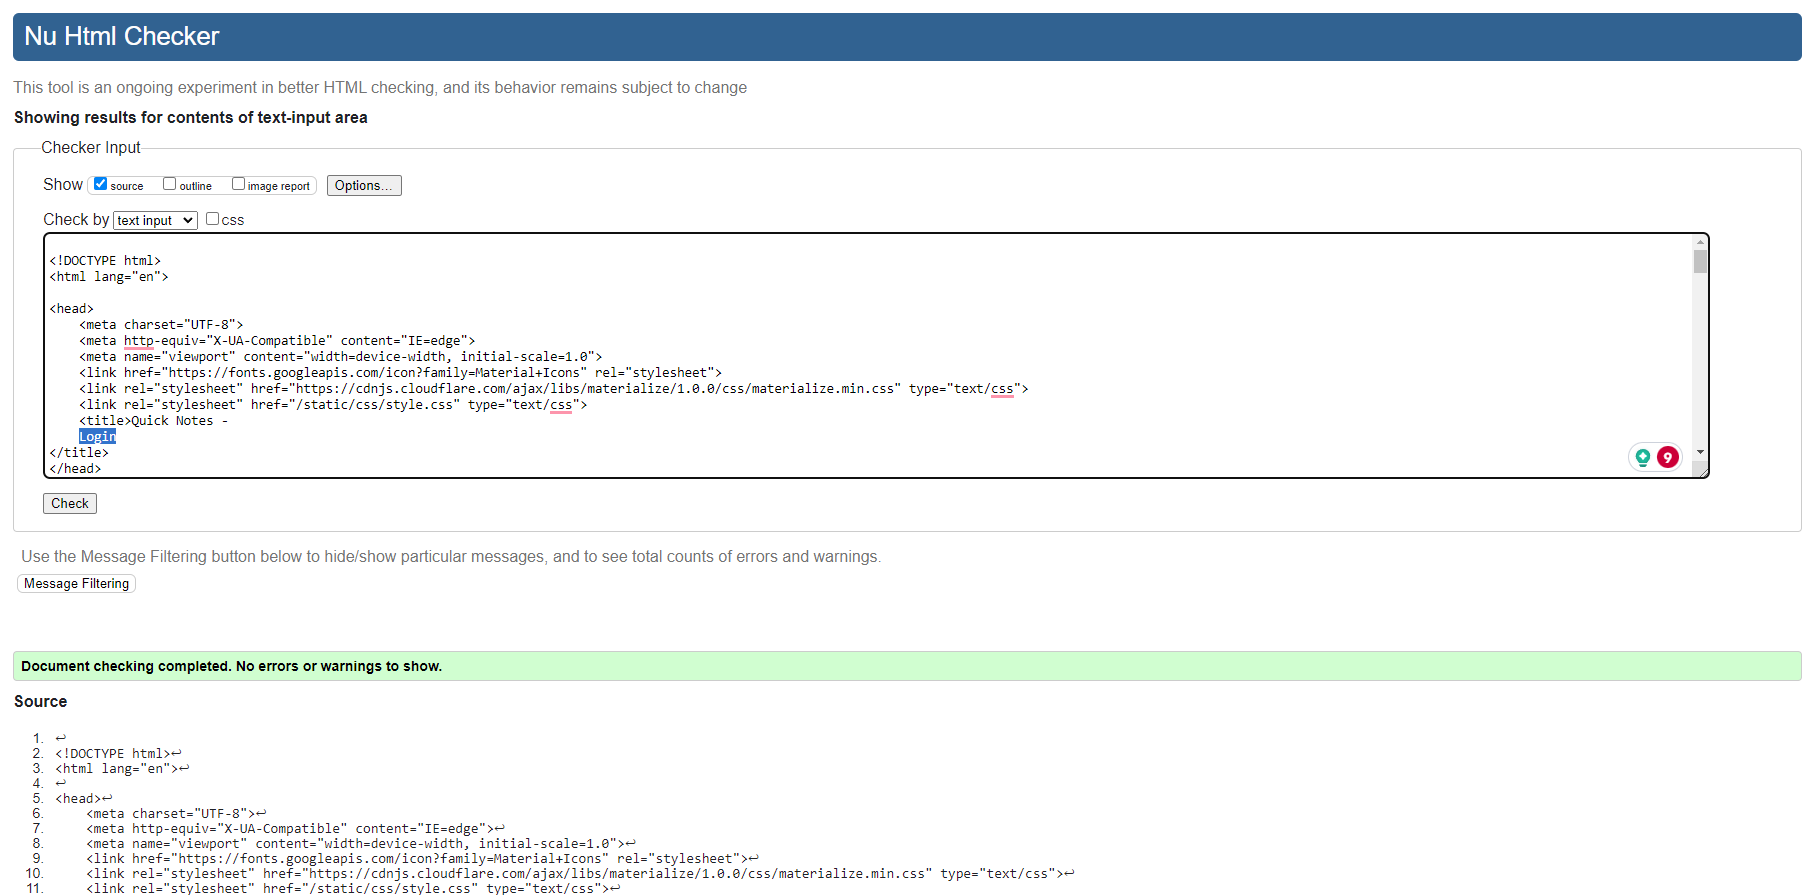 Nu Html Checker
This tool is an ongoing experiment in better HTML checking, and its behavior remains subject to change
Showing results for contents of text-input area
Checker Input
Show source outline image report Options...
Check by text input css
<!DOCTYPE html>
<html lang="en">
<head>
    <meta charset="UTF-8">
    <meta http-equiv="X-UA-Compatible" content="IE=edge">
    <meta name="viewport" content="width=device-width, initial-scale=1.0">
    <link href="https://fonts.googleapis.com/icon?family=Material+Icons" rel="stylesheet">
    <link rel="stylesheet" href="https://cdnjs.cloudflare.com/ajax/libs/materialize/1.0.0/css/materialize.min.css" type="text/css">
    <link rel="stylesheet" href="/static/css/style.css" type="text/css">
    <title>Quick Notes -
    Login
</title>
</head>
9
Check
Use the Message Filtering button below to hide/show particular messages, and to see total counts of errors and warnings.
Message Filtering
Document checking completed. No errors or warnings to show.
Source
1. ↩
2. <!DOCTYPE html>↩
3. <html lang="en">↩
4. ↩
5. <head>↩
6.     <meta charset="UTF-8">↩
7.     <meta http-equiv="X-UA-Compatible" content="IE=edge">↩
8.     <meta name="viewport" content="width=device-width, initial-scale=1.0">↩
9.     <link href="https://fonts.googleapis.com/icon?family=Material+Icons" rel="stylesheet">↩
10.     <link rel="stylesheet" href="https://cdnjs.cloudflare.com/ajax/libs/materialize/1.0.0/css/materialize.min.css" type="text/css">↩
11.     <link rel="stylesheet" href="/static/css/style.css" type="text/css">↩